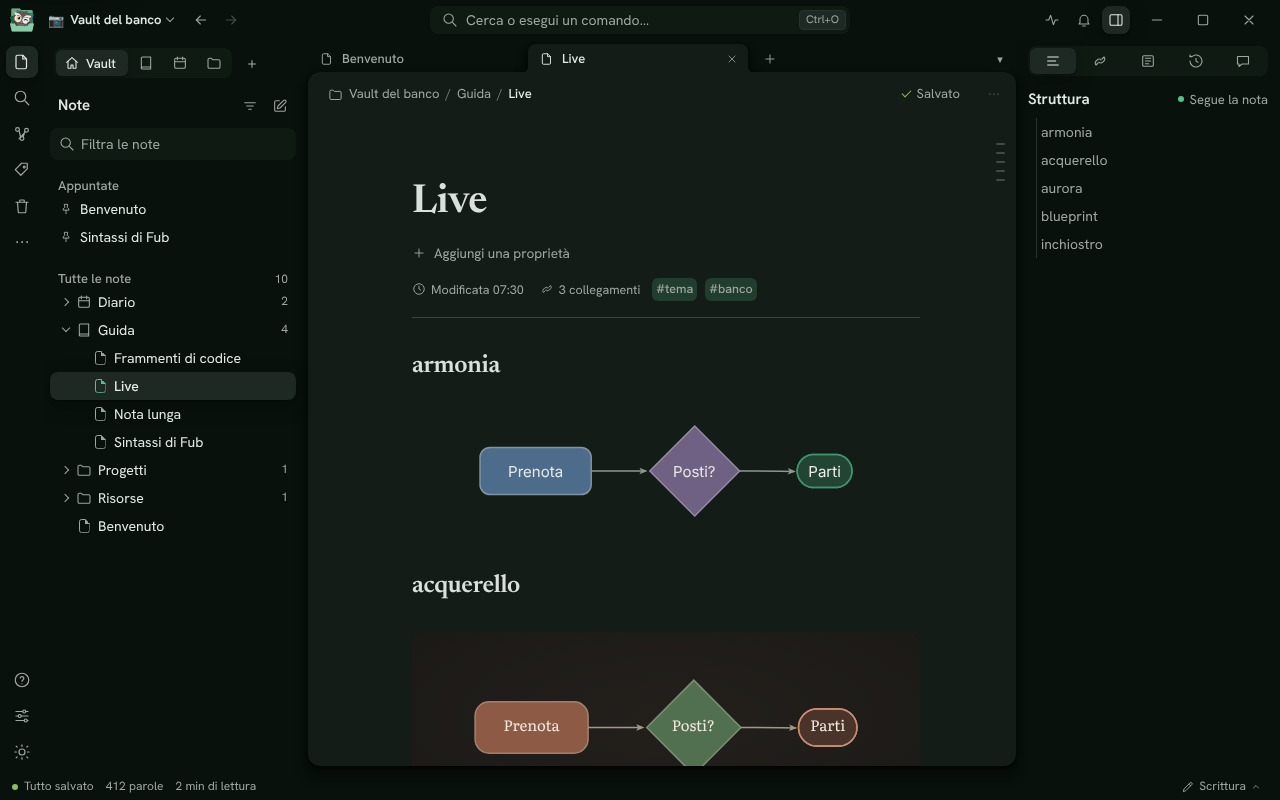 Vault del banco
Cerca o esegui un comando...
Ctrl+O
Vault
Note
Filtra le note
Appuntate
Benvenuto
Sintassi di Fub
Tutte le note 10
Diario 2
Guida 4
Frammenti di codice
Live
Nota lunga
Sintassi di Fub
Progetti 1
Risorse 1
Benvenuto
Benvenuto
Live
Vault del banco / Guida / Live
Salvato
Live
Aggiungi una proprietà
Modificata 07:30 3 collegamenti #tema #banco
armonia
Prenota Posti? Parti
acquerello
Prenota Posti? Parti
Struttura
Segue la nota
armonia
acquerello
aurora
blueprint
inchiostro
Tutto salvato 412 parole 2 min di lettura
Scrittura